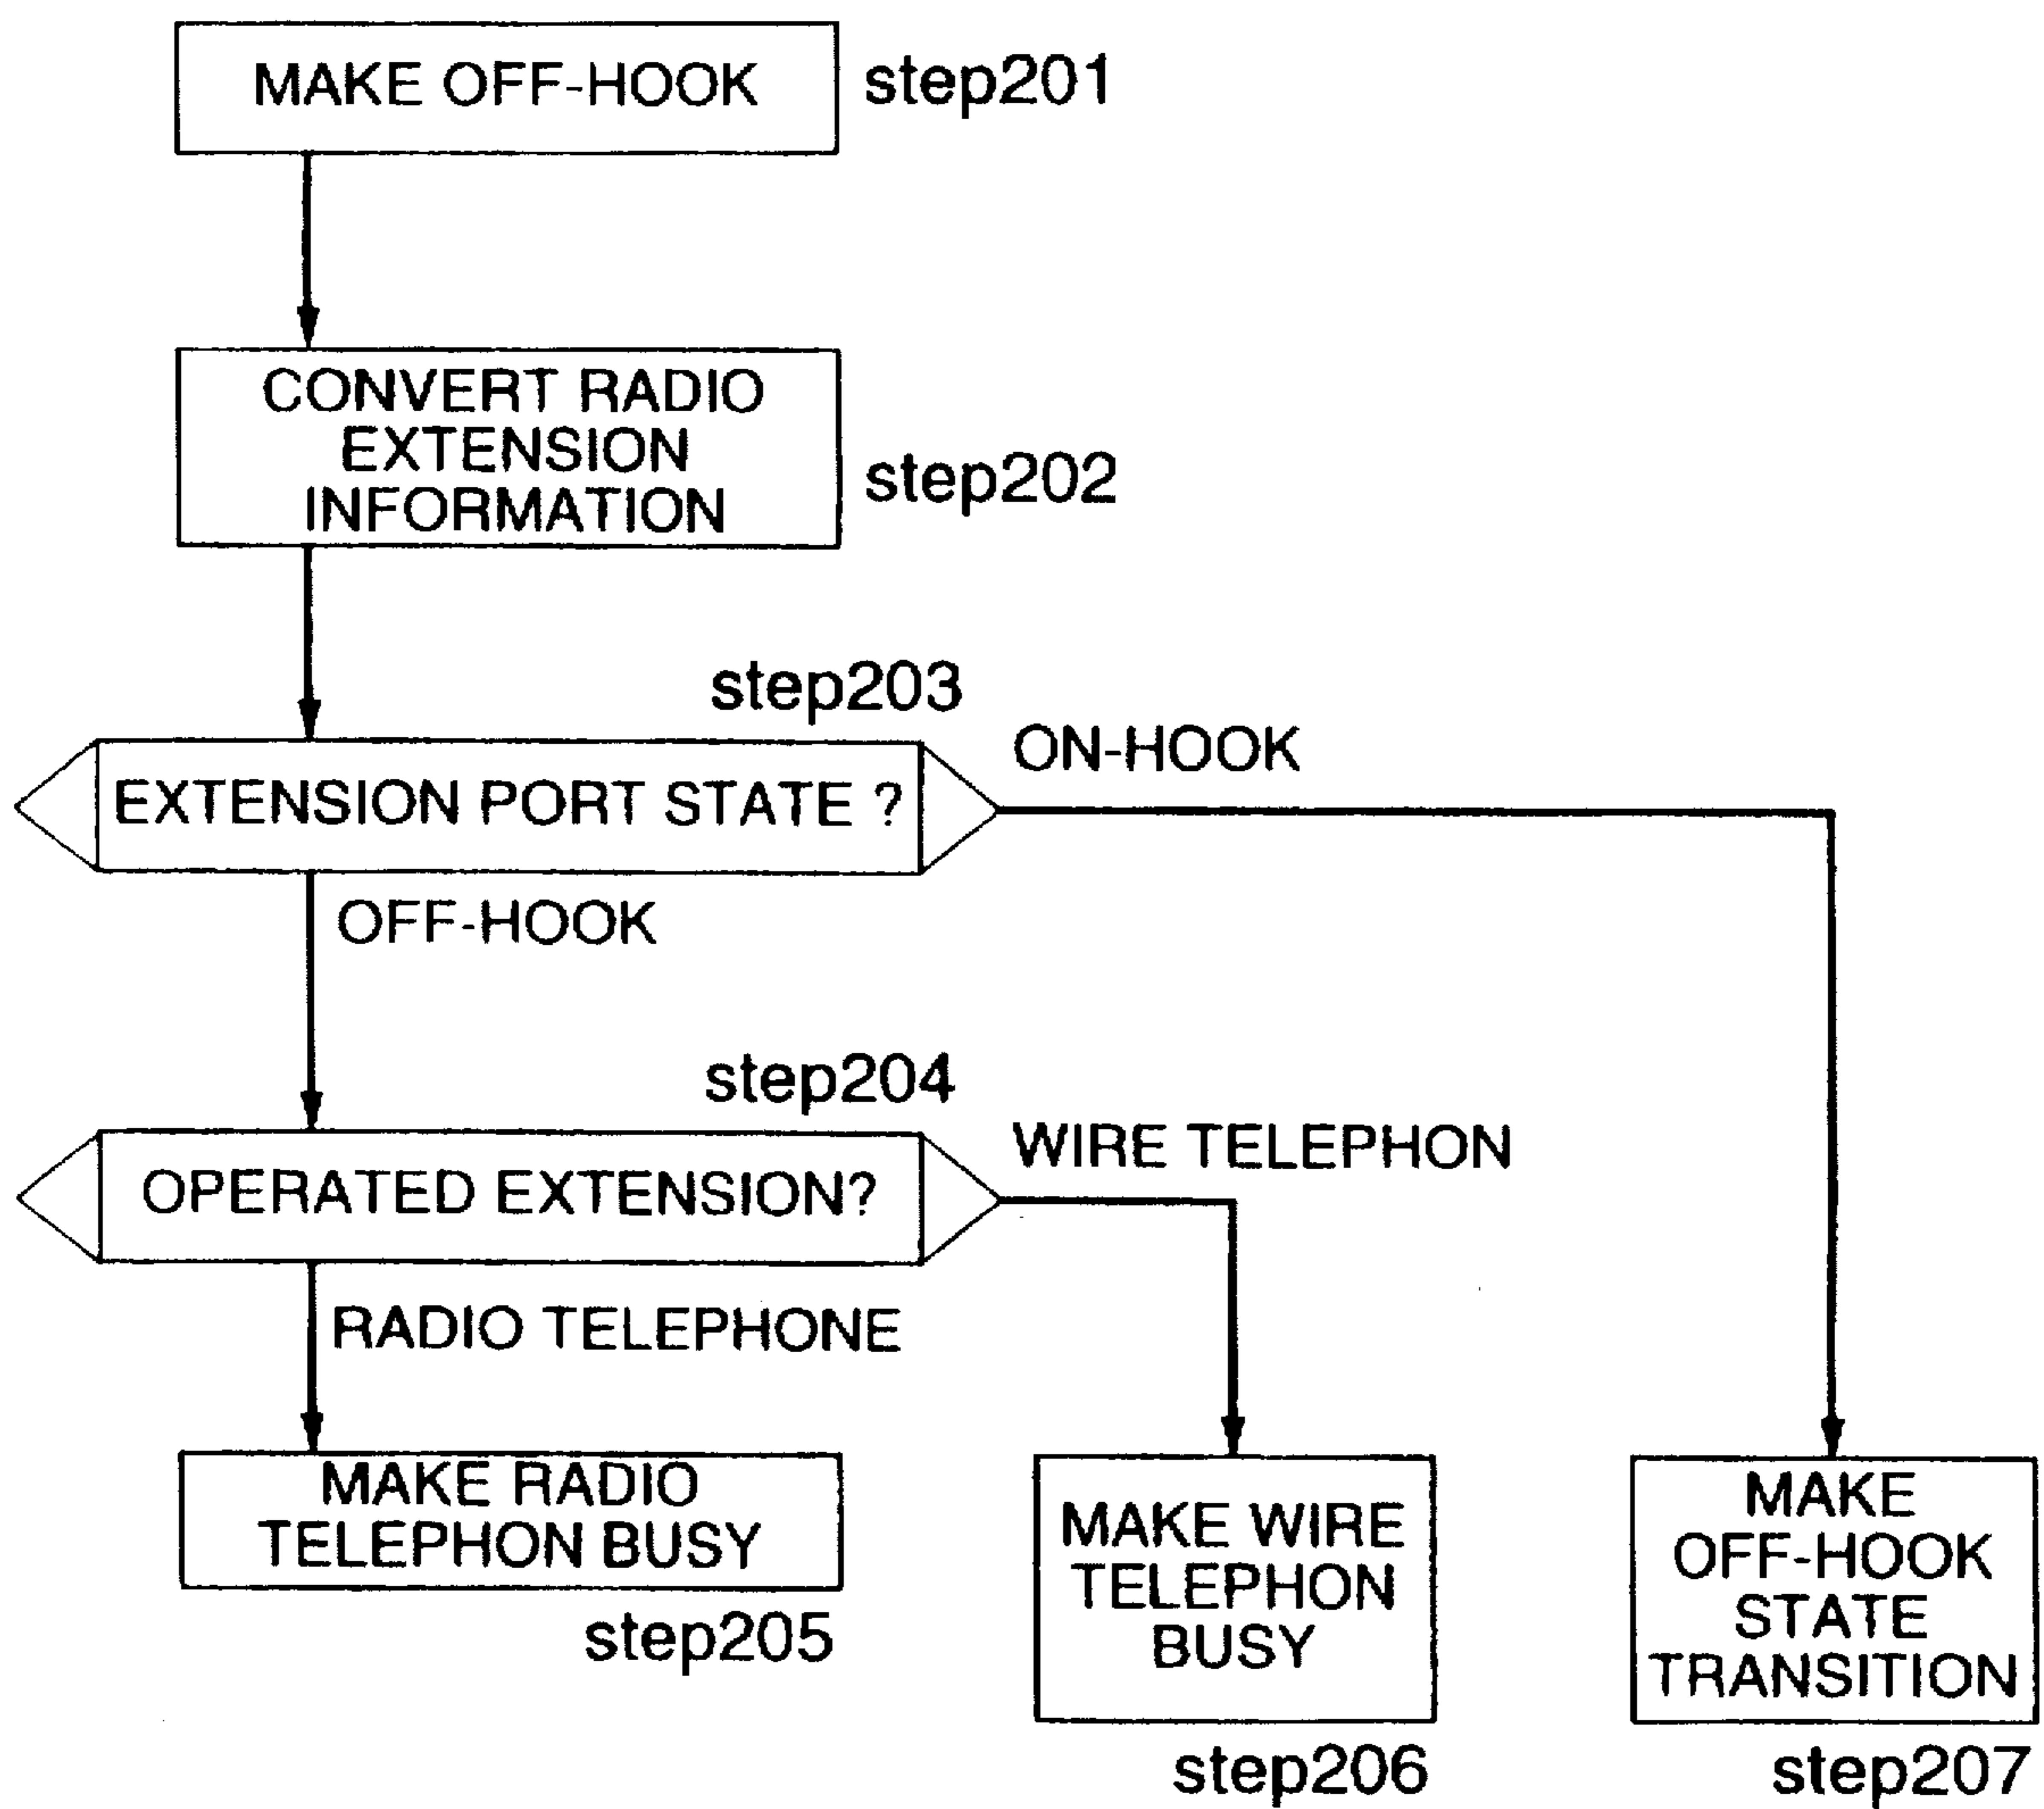 MAKE OFF-HOOK
step201
CONVERT RADIO
EXTENSION
INFORMATION
step202
step203
EXTENSION PORT STATE ?
ON-HOOK
OFF-HOOK
step204
OPERATED EXTENSION?
WIRE TELEPHON
RADIO TELEPHONE
MAKE RADIO
TELEPHON BUSY
step205
MAKE WIRE
TELEPHON
BUSY
step206
MAKE
OFF-HOOK
STATE
TRANSITION
step207